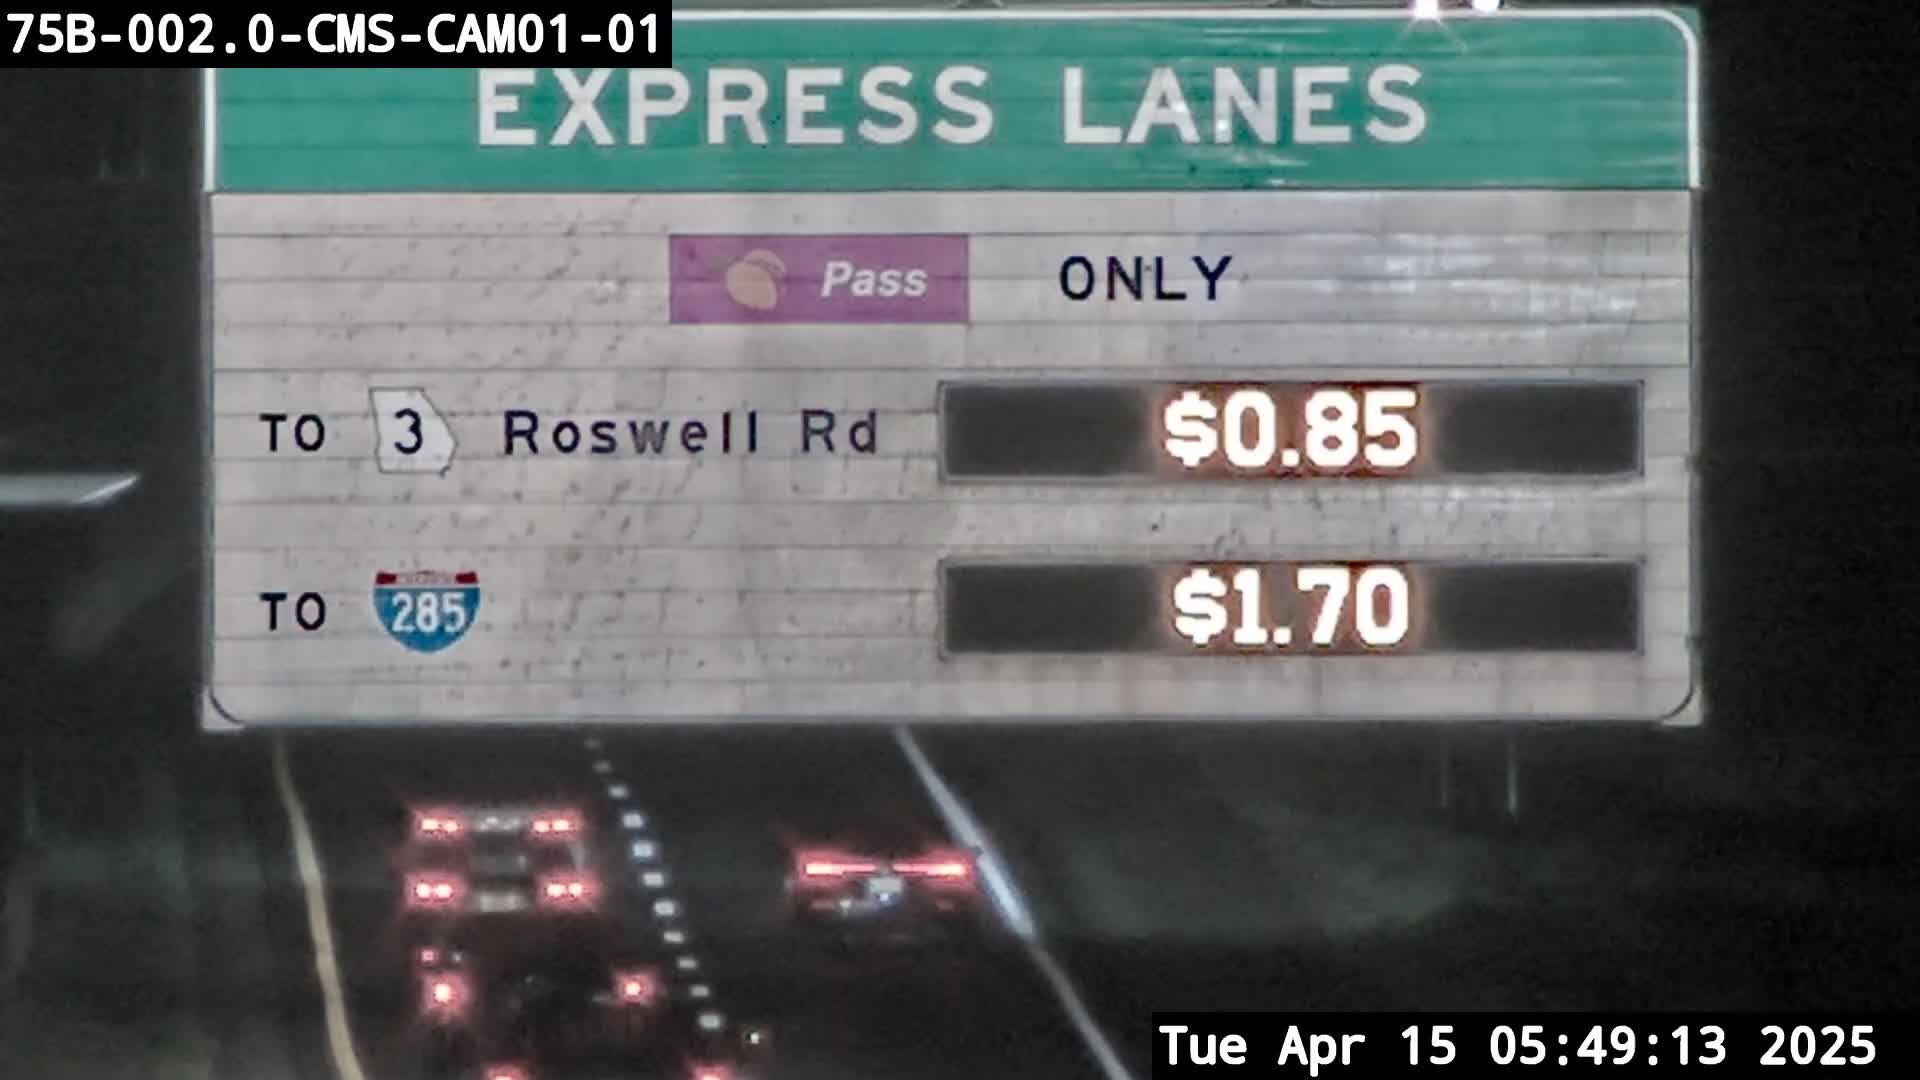 75B-002.0-CMS-CAM01-01
EXPRESS LANES
Pass ONLY
TO 3 Roswell Rd $0.85
TO 285 $1.70
Tue Apr 15 05:49:13 2025